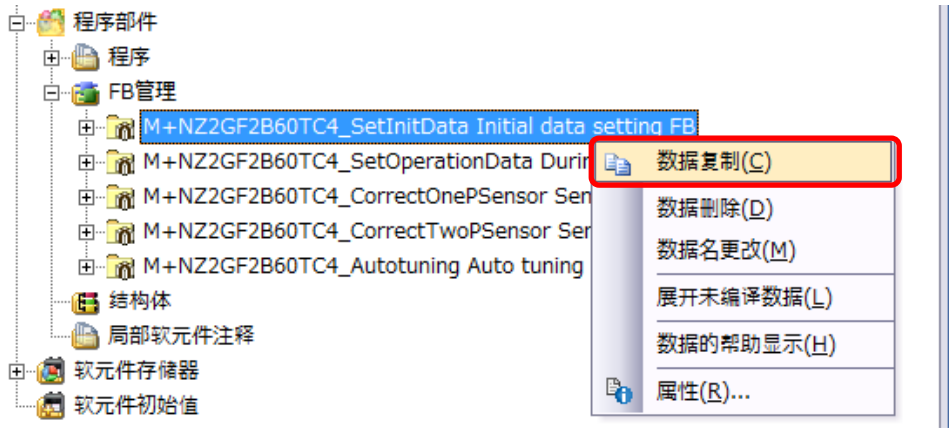 程序部件
程序
FB管理
M+NZ2GF2B60TC4_SetInitData Initial data setting FB
M+NZ2GF2B60TC4_SetOperationData Durin
M+NZ2GF2B60TC4_CorrectOnePSensor Sen
M+NZ2GF2B60TC4_CorrectTwoPSensor Ser
M+NZ2GF2B60TC4_Autotuning Auto tuning
结构体
局部软元件注释
软元件存储器
软元件初始值
数据复制(C)
数据删除(D)
数据名更改(M)
展开未编译数据(L)
数据的帮助显示(H)
属性(R)...